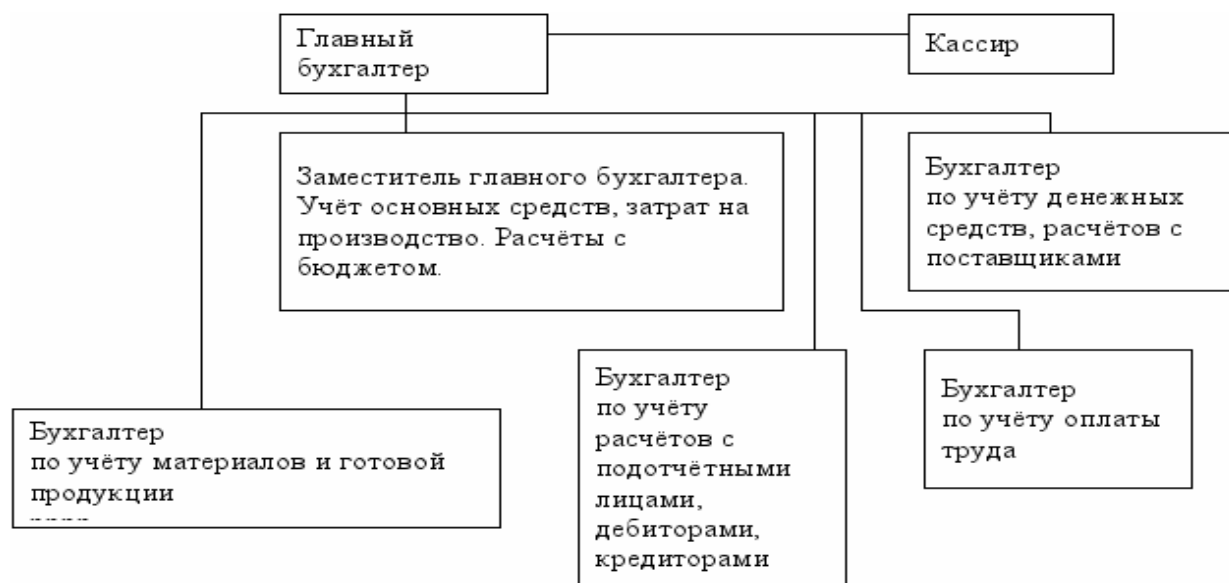 Главный
бухгалтер
Кассир
Заместитель главного бухгалтера.
Учёт основных средств, затрат на
производство. Расчёты с
бюджетом.
Бухгалтер
по учёту денежных
средств, расчётов с
поставщиками
Бухгалтер
по учёту материалов и готовой
продукции
Бухгалтер
по учёту
расчётов с
подотчётными
лицами,
дебиторами,
кредиторами
Бухгалтер
по учёту оплаты
труда